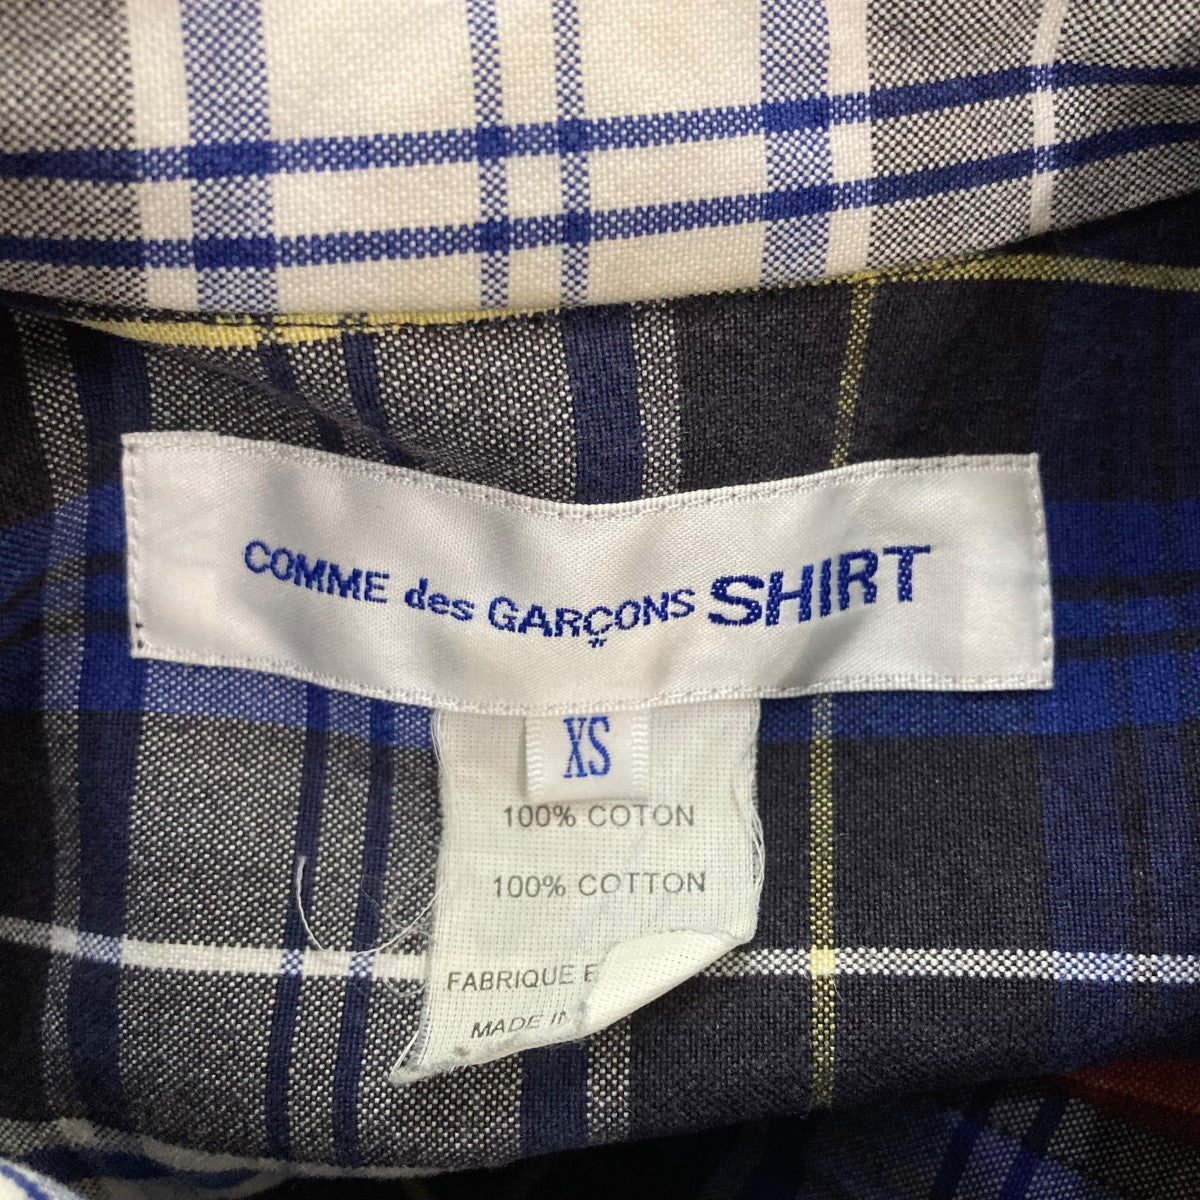 COMME des GARÇONS SHIRT
XS
100% COTON
100% COTTON
FABRIQUE
MADE IN